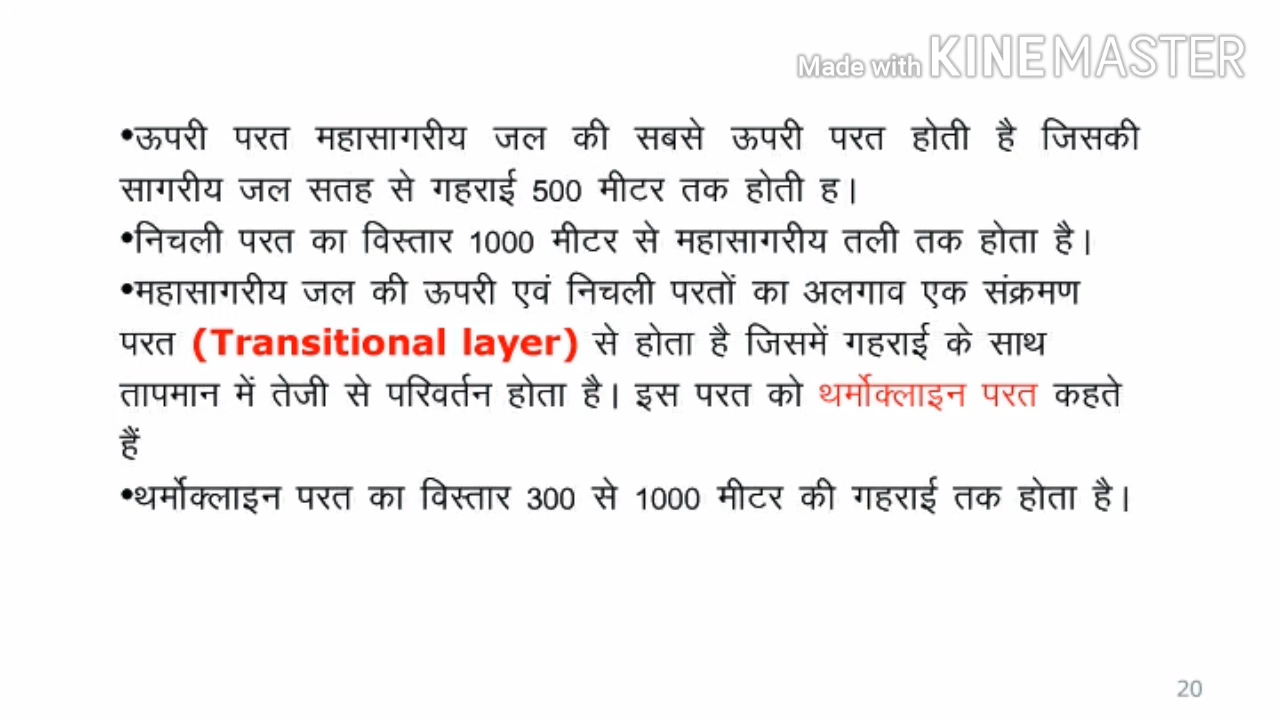 Made with KINEMASTER
•ऊपरी परत महासागरीय जल की सबसे ऊपरी परत होती है जिसकी
सागरीय जल सतह से गहराई 500 मीटर तक होती ह।
•निचली परत का विस्तार 1000 मीटर से महासागरीय तली तक होता है।
•महासागरीय जल की ऊपरी एवं निचली परतों का अलगाव एक संक्रमण
परत (Transitional layer) से होता है जिसमें गहराई के साथ
तापमान में तेजी से परिवर्तन होता है। इस परत को थर्मोक्लाइन परत कहते
हैं
•थर्मोक्लाइन परत का विस्तार 300 से 1000 मीटर की गहराई तक होता है।
20